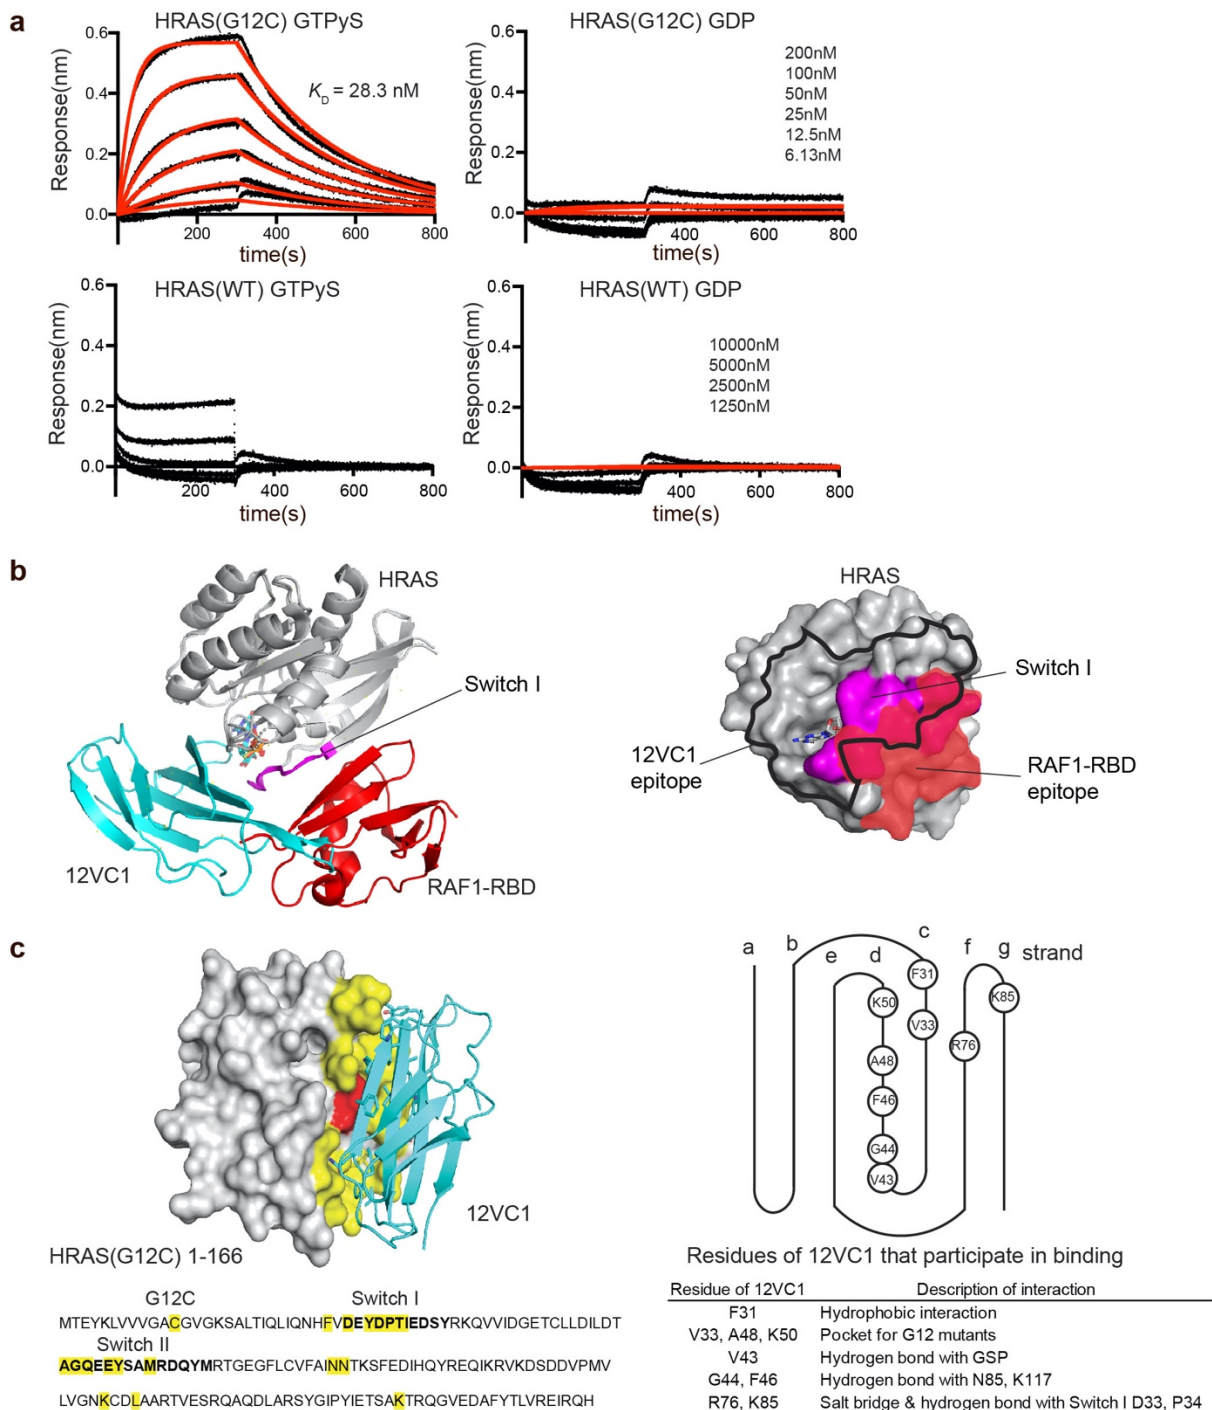 a
HRAS(G12C) GTPyS
Response(nm)
0.6
0.4
0.2
0.0
K_D = 28.3 nM
200
400
600
800
time(s)
HRAS(G12C) GDP
Response(nm)
0.6
0.4
0.2
0.0
200nM
100nM
50nM
25nM
12.5nM
6.13nM
400
600
800
time(s)
HRAS(WT) GTPyS
Response(nm)
0.6
0.4
0.2
0.0
200
400
600
800
time(s)
HRAS(WT) GDP
Response(nm)
0.6
0.4
0.2
0.0
10000nM
5000nM
2500nM
1250nM
400
600
800
time(s)
b
HRAS
Switch I
12VC1
RAF1-RBD
HRAS
Switch I
12VC1
epitope
RAF1-RBD
epitope
c
12VC1
HRAS(G12C) 1-166
G12C
Switch I
MTEYKLVVVGACGVGKSALTIQLIQNHFVDEYDPTIEDSYRKQVVIDGETCLLDILDT
Switch II
AGQEEYSAMRDQYMRTGEGFLCVFAINNTKSFEDIHQYREQIKRVKDSDDVPMV
LVGNKCDLAARTVESRQAQDLARSYGIPYIETSAKTRQGVEDAFYTLVREIRQH
a b e d c f g strand
F31
K50
K85
V33
R76
A48
F46
G44
V43
Residues of 12VC1 that participate in binding
Residue of 12VC1 Description of interaction
F31 Hydrophobic interaction
V33, A48, K50 Pocket for G12 mutants
V43 Hydrogen bond with GSP
G44, F46 Hydrogen bond with N85, K117
R76, K85 Salt bridge & hydrogen bond with Switch I D33, P34